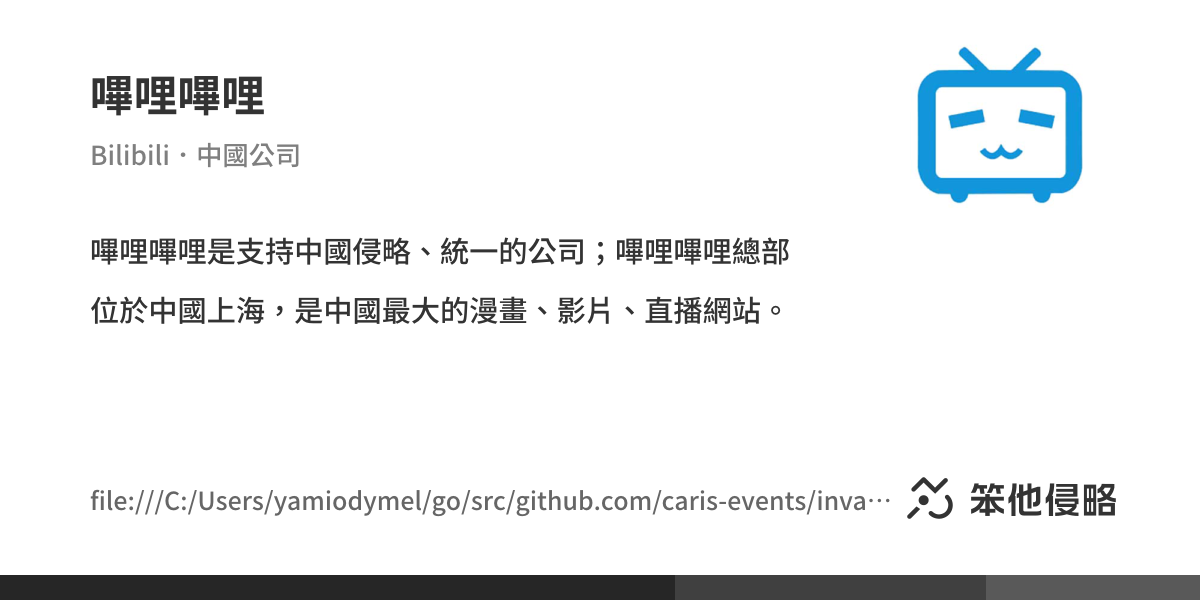 嗶哩嗶哩
Bilibili・中國公司
嗶哩嗶哩是支持中國侵略、統一的公司；嗶哩嗶哩總部
位於中國上海，是中國最大的漫畫、影片、直播網站。
file:///C:/Users/yamiodymel/go/src/github.com/caris-events/inva…
笨他侵略